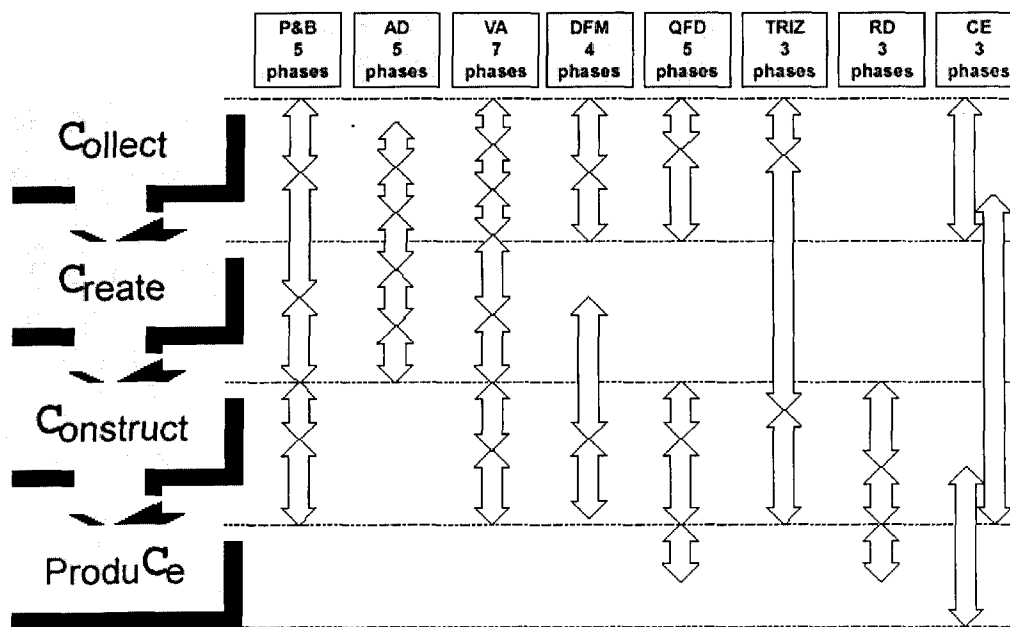 P&B
5
phases
AD
5
phases
VA
7
phases
DFM
4
phases
QFD
5
phases
TRIZ
3
phases
RD
3
phases
CE
3
phases
Collect
Create
Construct
ProduCe